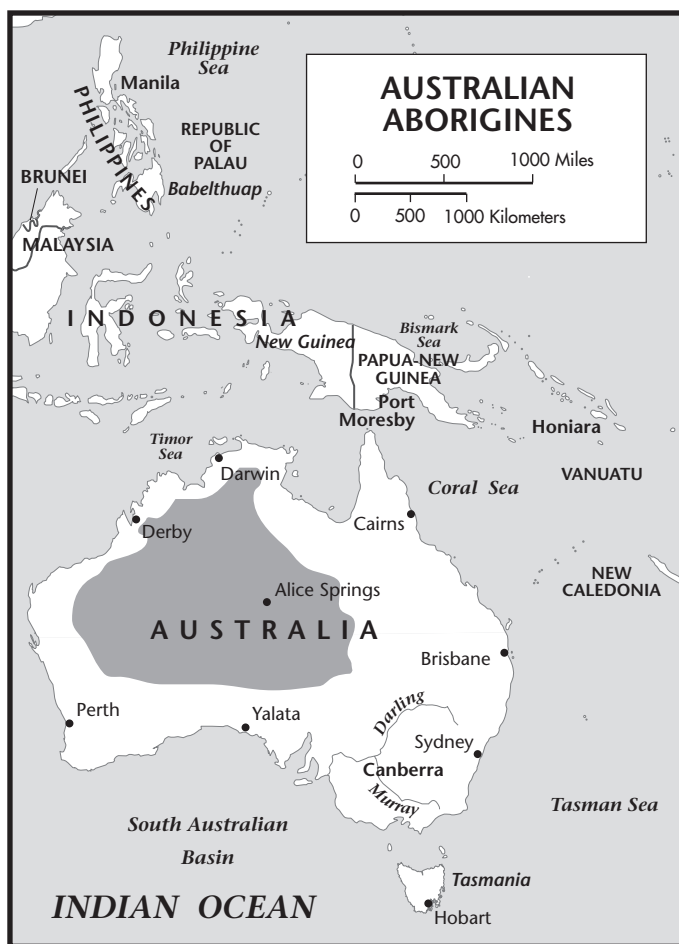 Philippine
Sea
Manila
PHILIPPINES
REPUBLIC
OF
PALAU
Babelthuap
BRUNEI
MALAYSIA
AUSTRALIAN
ABORIGINES
0 500 1000 Miles
0 500 1000 Kilometers
INDONESIA
New Guinea
Bismark
Sea
PAPUA-NEW
GUINEA
Port
Moresby
Honiara
Timor
Sea
Darwin
VANUATU
Coral Sea
Derby
Cairns
NEW
CALEDONIA
Alice Springs
AUSTRALIA
Brisbane
Perth
Yalata
Darling
Sydney
Canberra
Murray
Tasman Sea
South Australian
Basin
Tasmania
INDIAN OCEAN
Hobart